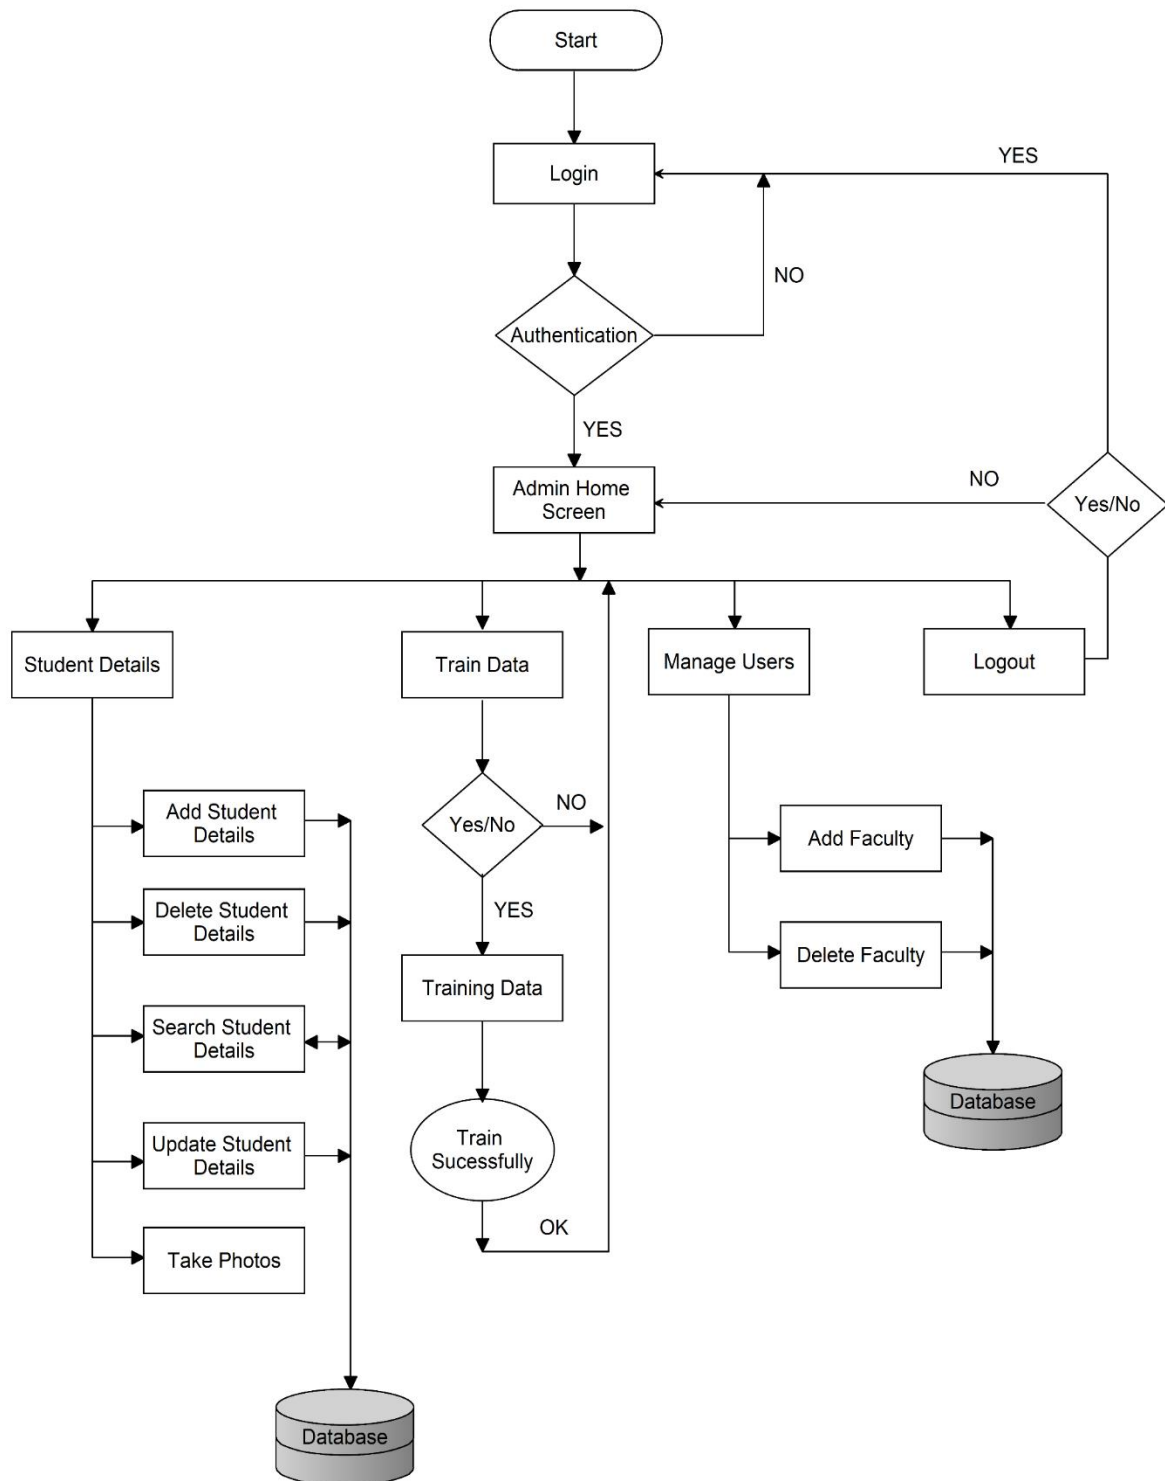 Start
Login
YES
NO
Authentication
YES
Admin Home
Screen
NO
Yes/No
Student Details
Train Data
Manage Users
Logout
Add Student
Details
Yes/No
NO
Add Faculty
Delete Student
Details
YES
Delete Faculty
Training Data
Search Student
Details
Database
Update Student
Details
Train
Sucessfully
OK
Take Photos
Database